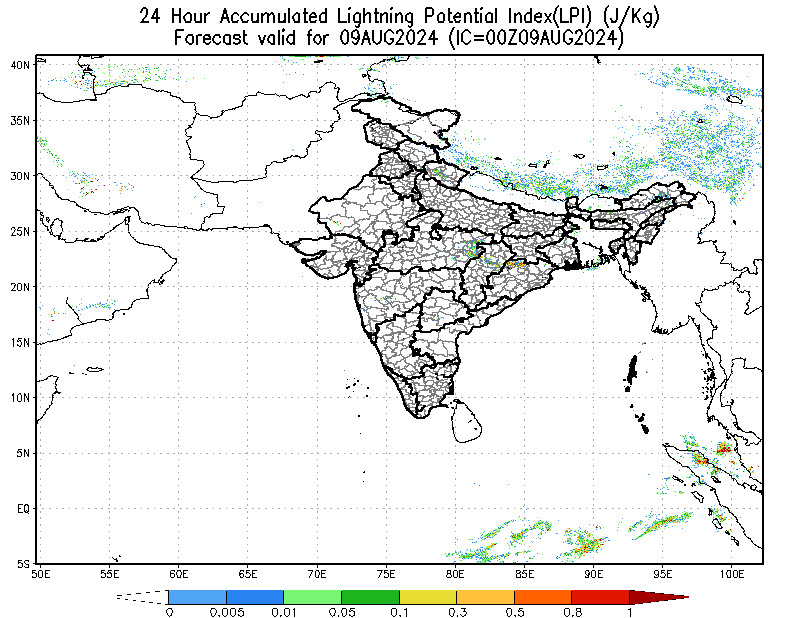 24 Hour Accumulated Lightning Potential Index(LPI) (J/Kg)
Forecast valid for 09AUG2024 (IC=00Z09AUG2024)
40N
35N
30N
25N
20N
15N
10N
5N
EQ
5S
50E 55E 60E 65E 70E 75E 80E 85E 90E 95E 100E
0 0.005 0.01 0.05 0.1 0.3 0.5 0.8 1